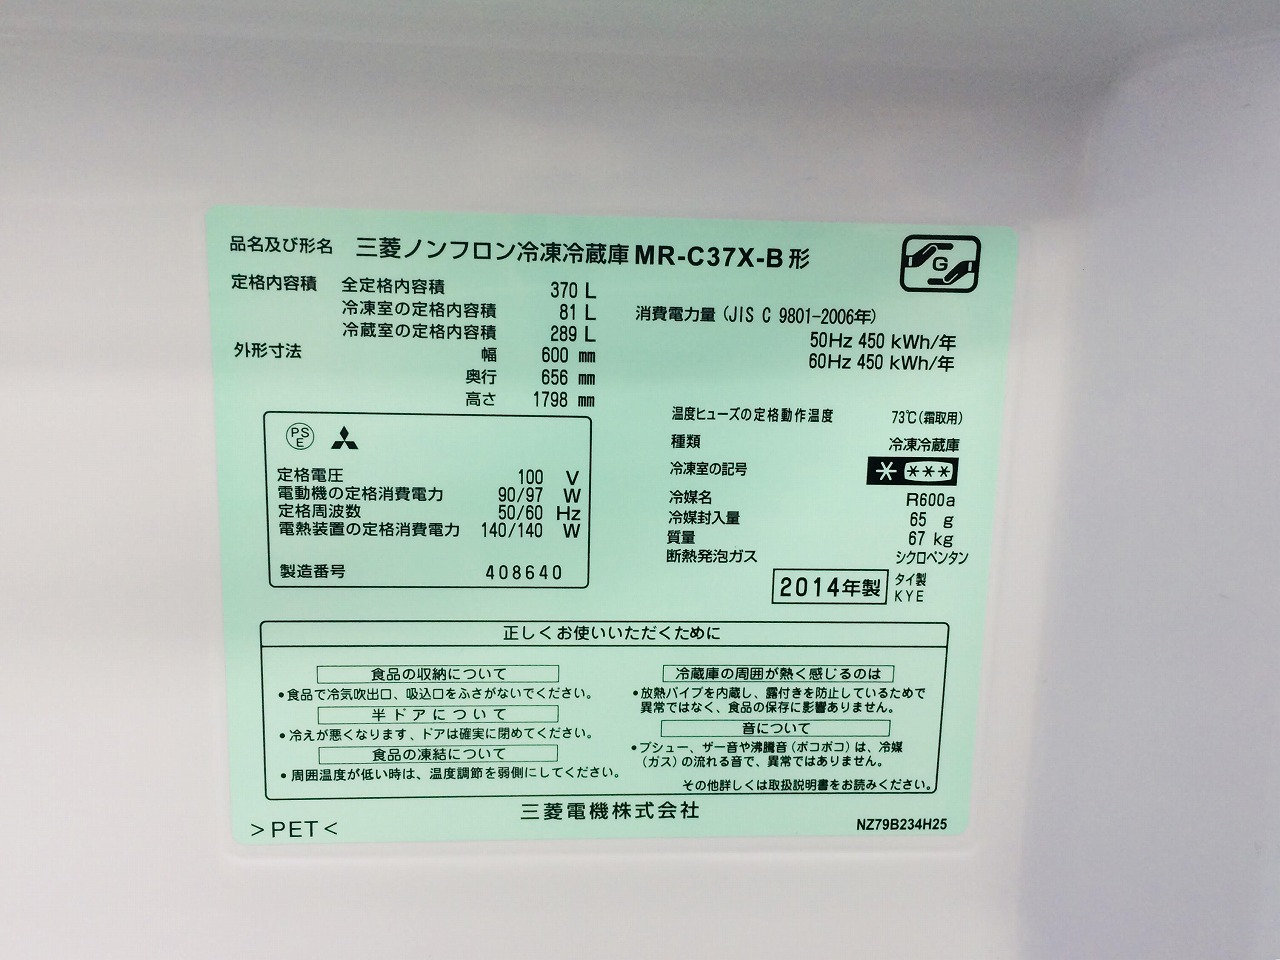 品名及び形名 三菱ノンフロン冷凍冷蔵庫 MR-C37X-B形
G
定格内容積 全定格内容積 370 L
冷凍室の定格内容積 81 L
冷蔵室の定格内容積 289 L
外形寸法 幅 600 mm
奥行 656 mm
高さ 1798 mm
消費電力量 (JIS C 9801-2006年)
50Hz 450 kWh/年
60Hz 450 kWh/年
PS
E
定格電圧 100 V
電動機の定格消費電力 90/97 W
定格周波数 50/60 Hz
電熱装置の定格消費電力 140/140 W
製造番号 408640
温度ヒューズの定格動作温度 73℃(霜取用)
種類 冷凍冷蔵庫
冷凍室の記号 * ***
冷媒名 R600a
冷媒封入量 65 g
質量 67 kg
断熱発泡ガス シクロペンタン
2014年製 タイ製
KYE
正しくお使いいただくために
食品の収納について
•食品で冷気吹出口、吸込口をふさがないでください。
半ドアについて
•冷えが悪くなります、ドアは確実に閉めてください。
食品の凍結について
•周囲温度が低い時は、温度調節を弱側にしてください。
冷蔵庫の周囲が熱く感じるのは
•放熱パイプを内蔵し、露付きを防止しているためで
異常ではなく、食品の保存に影響ありません。
音について
•プシュー、ザー音や沸騰音(ポコポコ)は、冷媒
(ガス)の流れる音で、異常ではありません。
その他詳しくは取扱説明書をお読みください。
三菱電機株式会社
>PET<
NZ79B234H25